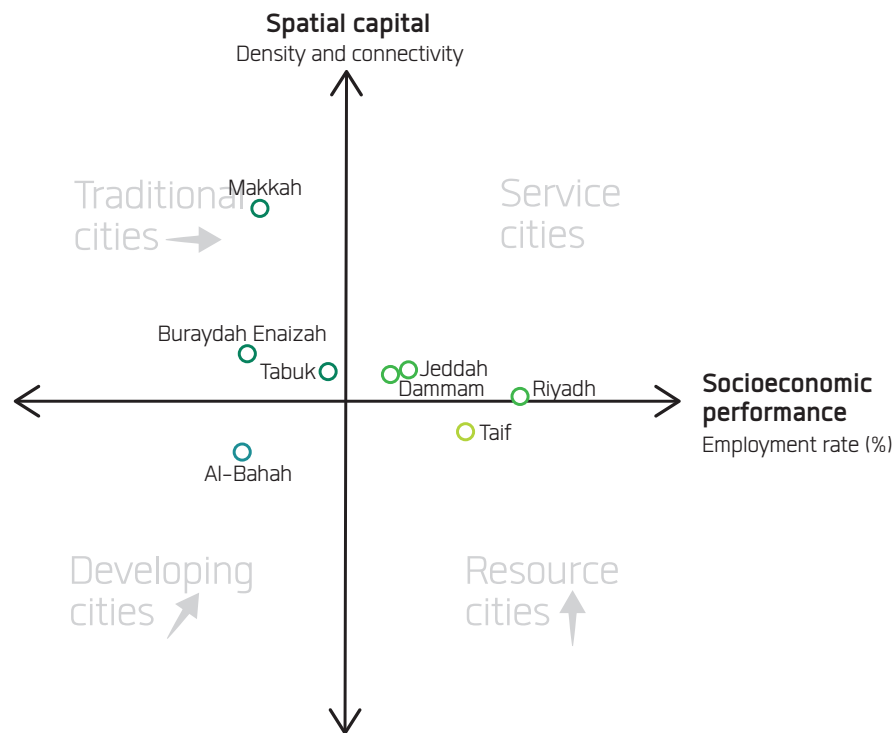 Spatial capital
Density and connectivity
Traditional
cities
Makkah
Service
cities
Buraydah Enaizah
Tabuk
Jeddah
Dammam
Riyadh
Socioeconomic
performance
Employment rate (%)
Taif
Al-Bahah
Developing
cities
Resource
cities